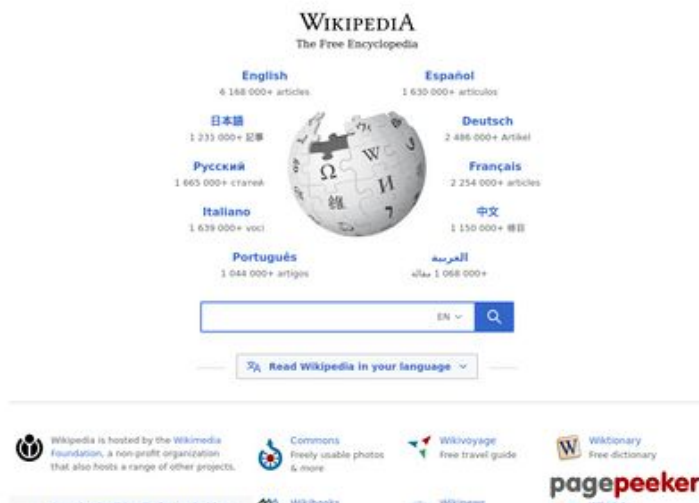 WIKIPEDIA
The Free Encyclopedia
English
6 168 000+ articles
Español
1 630 000+ artículos
日本語
1 231 000+ 記事
Deutsch
2 486 000+ Artikel
Русский
1 665 000+ статей
Français
2 254 000+ articles
Italiano
1 639 000+ voci
中文
1 150 000+ 條目
Português
1 044 000+ artigos
العربية
1 068 000+ مقالة
Ω W И 維 7
EN
Read Wikipedia in your language
Wikipedia is hosted by the Wikimedia
Foundation, a non-profit organization
that also hosts a range of other projects.
Commons
Freely usable photos
& more
Wikivoyage
Free travel guide
W
Wiktionary
Free dictionary
pagepeeker